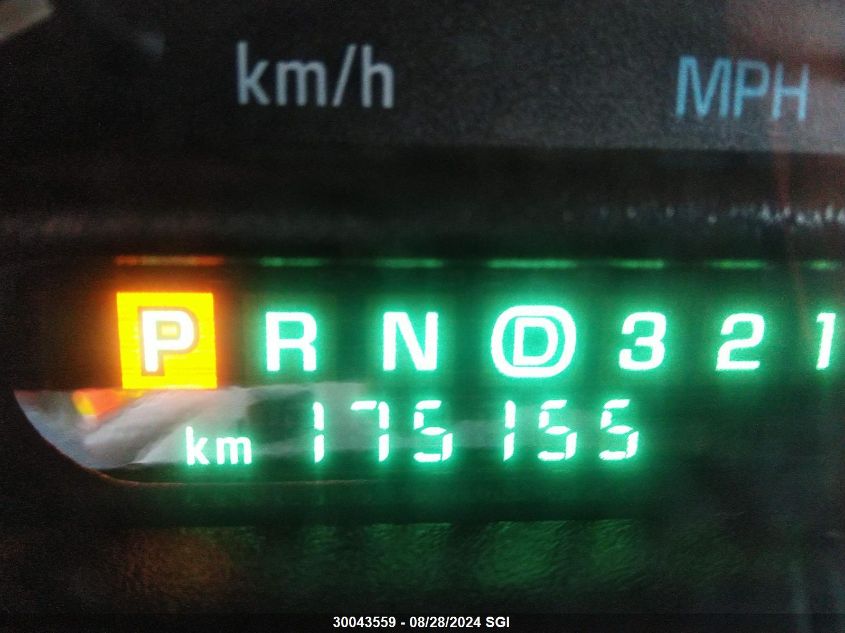 km/h MPH
P R N D 3 2 1
km 175155
30043559 - 08/28/2024 SGI